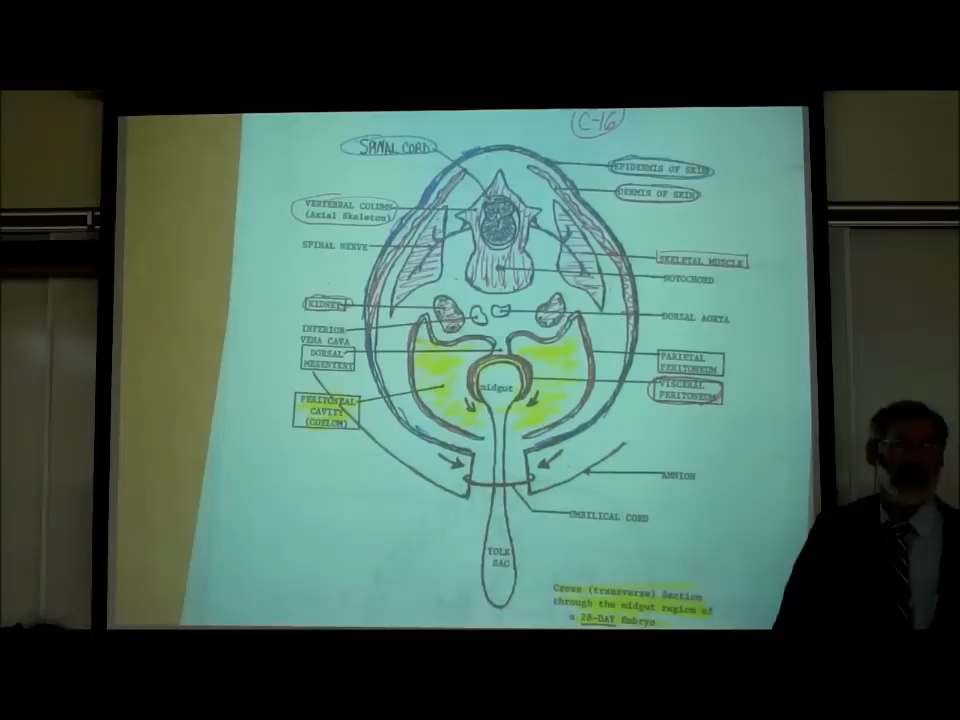 C-16
SPINAL CORD
EPIDERMIS OF SKIN
DERMIS OF SKIN
VERTEBRAL COLUMN
(Axial Skeleton)
SPINAL NERVE
SKELETAL MUSCLE
NOTOCHORD
KIDNEY
DORSAL AORTA
INFERIOR
VENA CAVA
DORSAL
MESENTERY
PARIETAL
PERITONEUM
midgut
VISCERAL
PERITONEUM
PERITONEAL
CAVITY
(COELOM)
AMNION
UMBILICAL CORD
YOLK
SAC
Cross (transverse) Section
through the midgut region of
a 28-DAY Embryo